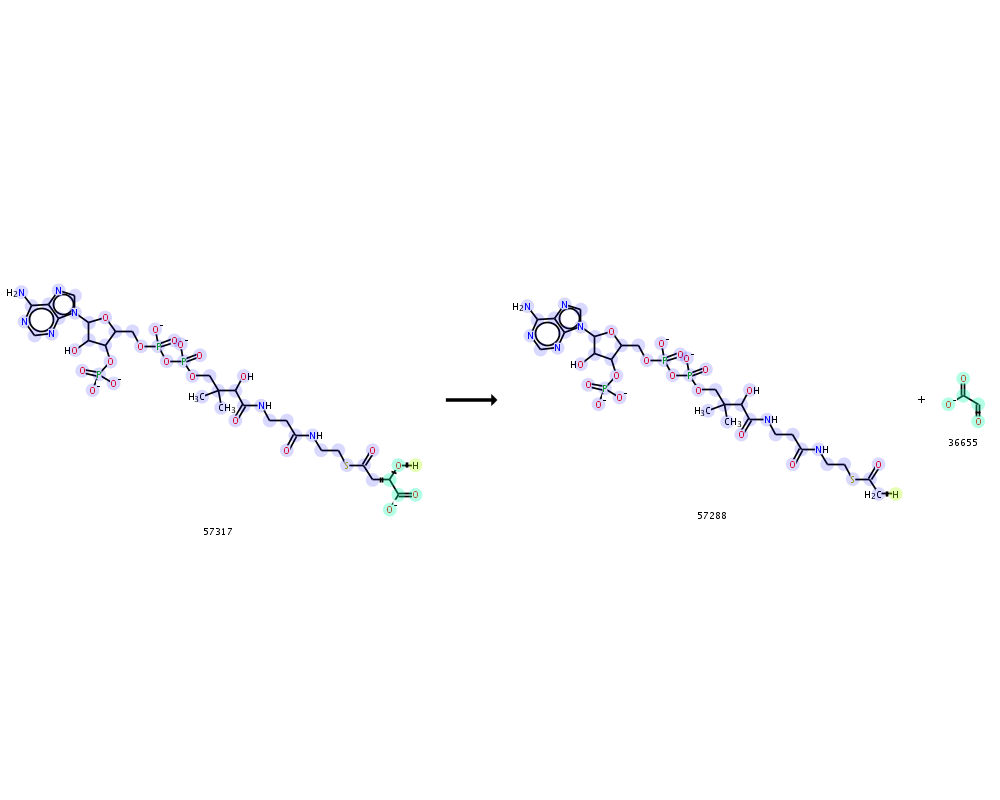 H₂N N N N N O HO O O P O⁻ O⁻ O O⁻ P O O O⁻ P O O OH H₃C CH₃ O NH O NH S O O H O O⁻
57317
H₂N N N N N O HO O O P O⁻ O⁻ O O⁻ P O O O⁻ P O O OH H₃C CH₃ O NH O NH S O H₂C H
57288
+
O O⁻ O
36655